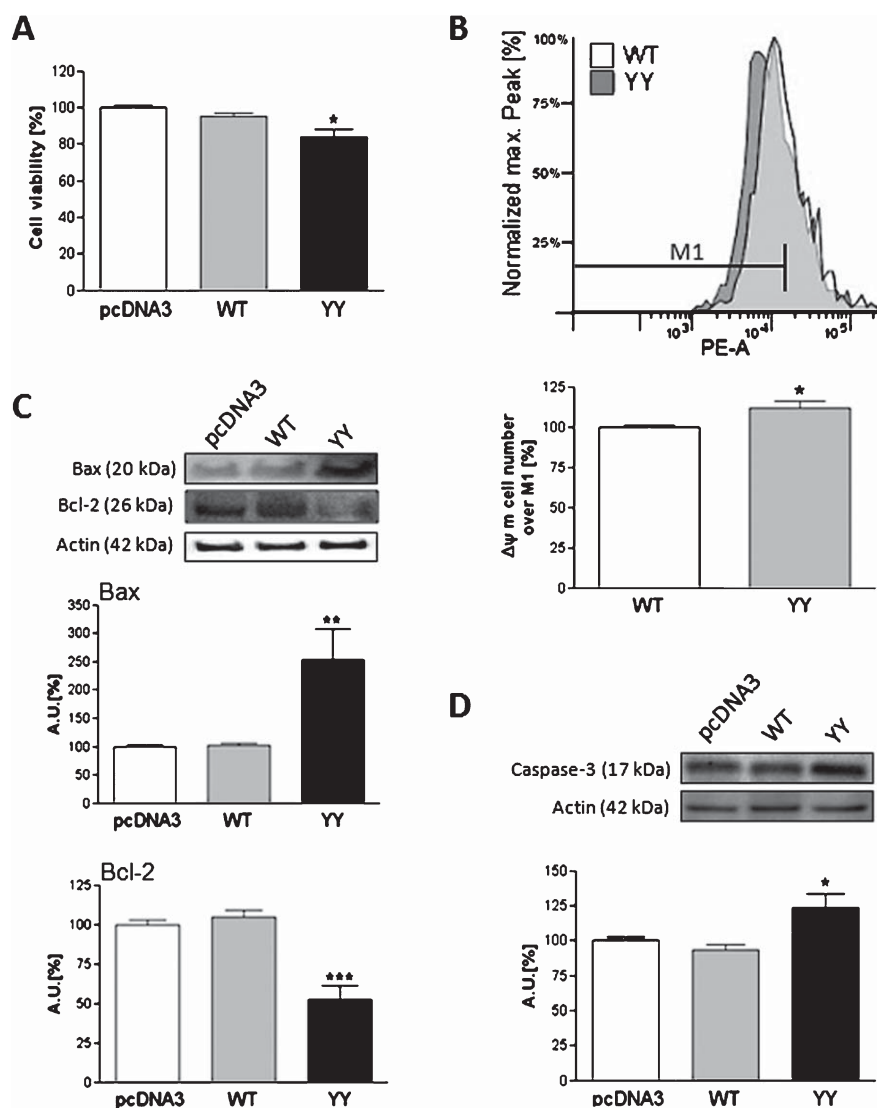 A
Cell viability [%]
120
100
80
60
40
20
0
pcDNA3 WT YY
*
B
Normalized max. Peak [%]
100%
75%
50%
25%
WT
YY
M1
10³ 10⁴ 10⁵
PE-A
Δψ m cell number
over M1 [%]
125
100
75
50
25
0
*
WT YY
C
pcDNA3 WT YY
Bax (20 kDa)
Bcl-2 (26 kDa)
Actin (42 kDa)
Bax
A.U.[%]
350
300
250
200
150
100
50
0
**
pcDNA3 WT YY
Bcl-2
A.U.[%]
125
100
75
50
25
0
***
pcDNA3 WT YY
D
pcDNA3 WT YY
Caspase-3 (17 kDa)
Actin (42 kDa)
A.U.[%]
150
125
100
75
50
25
0
*
pcDNA3 WT YY